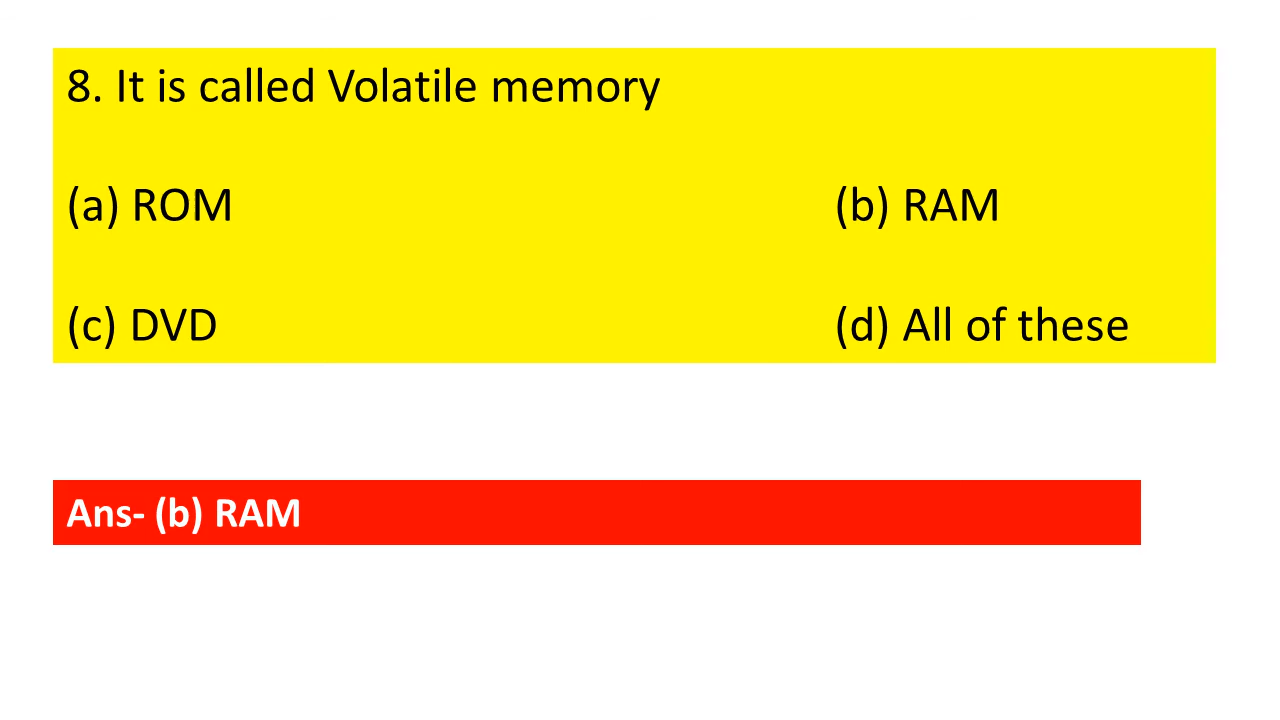 8. It is called Volatile memory
(a) ROM (b) RAM
(c) DVD (d) All of these
Ans- (b) RAM